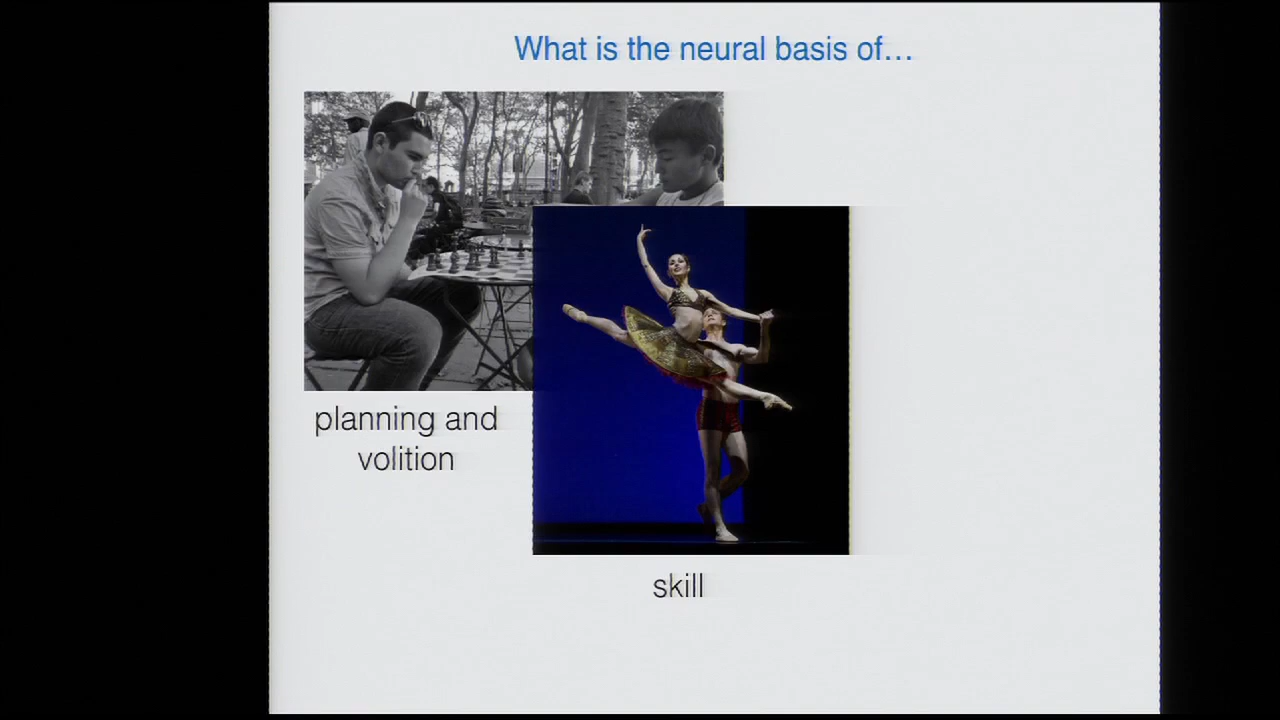 What is the neural basis of...
planning and
volition
skill